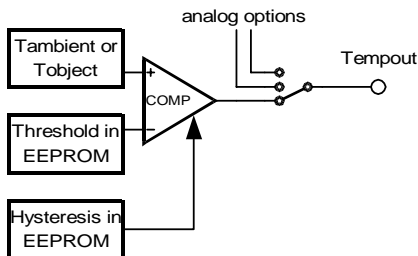 analog options
Tambient or
Tobject
Tempout
+
COMP
−
Threshold in
EEPROM
Hysteresis in
EEPROM